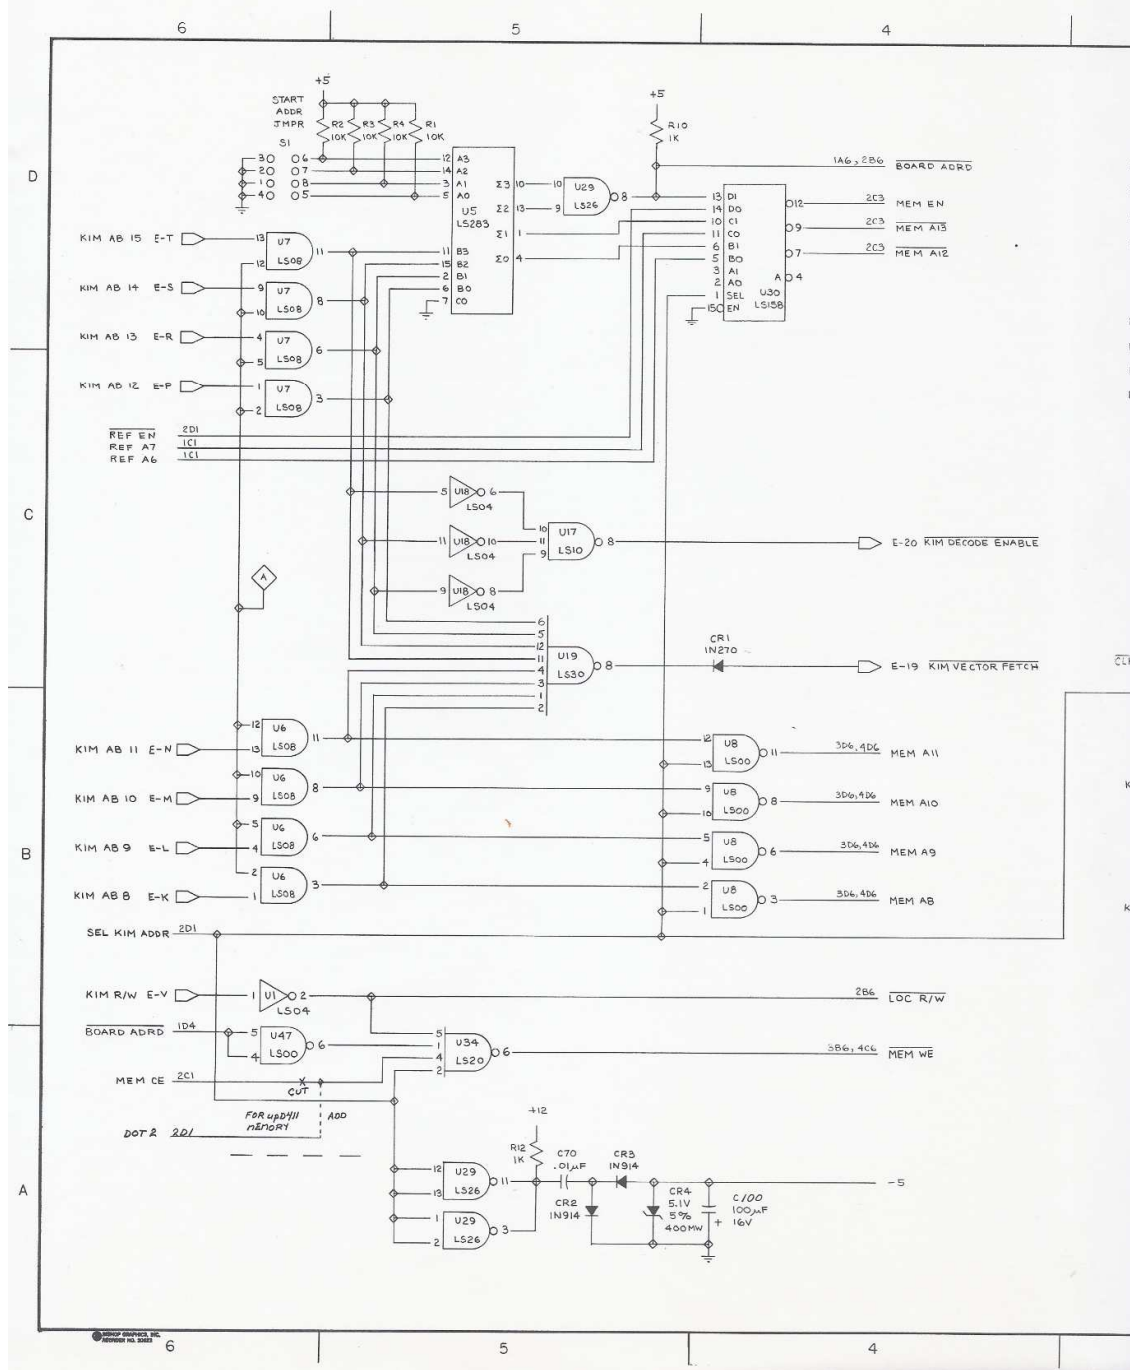 6 5 4
D
C
B
A
START
ADDR
JMPR
S1
+5
R2 R3 R4 R1
10K 10K 10K 10K
3 6
2 7
1 8
4 5
12 A3
14 A2
3 A1
5 A0
U5
LS283
11 B3
15 B2
2 B1
6 B0
7 C0
Σ3 10
Σ2 13
Σ1 1
Σ0 4
10
9
U29
LS26
8
+5
R10
1K
1A6, 2B6 BOARD ADRD
13 D1
14 D0
10 C1
11 C0
6 B1
5 B0
3 A1
2 A0
1 SEL
15 EN
U30
LS158
A 4
12 2C3 MEM EN
9 2C3 MEM A13
7 2C3 MEM A12
KIM AB 15 E-T 13 12 U7 LS08 11
KIM AB 14 E-S 9 10 U7 LS08 8
KIM AB 13 E-R 4 5 U7 LS08 6
KIM AB 12 E-P 1 2 U7 LS08 3
REF EN 2D1
REF A7 1C1
REF A6 1C1
5 U18 6
LS04
11 U18 10
LS04
9 U18 8
LS04
10
11
9
U17
LS10
8
E-20 KIM DECODE ENABLE
A
6
5
12
11
4
3
1
2
U19
LS30
8
CR1
1N270
E-19 KIM VECTOR FETCH
KIM AB 11 E-N 12 13 U6 LS08 11
KIM AB 10 E-M 10 9 U6 LS08 8
KIM AB 9 E-L 5 4 U6 LS08 6
KIM AB 8 E-K 2 1 U6 LS08 3
12 13 U8 LS00 11 3D6, 4D6 MEM A11
9 10 U8 LS00 8 3D6, 4D6 MEM A10
5 4 U8 LS00 6 3D6, 4D6 MEM A9
2 1 U8 LS00 3 3D6, 4D6 MEM A8
SEL KIM ADDR 2D1
KIM R/W E-V 1 U1 2
LS04
2B6 LOC R/W
BOARD ADRD 1D4
5
4
U47
LS00
6
5
1
4
2
U34
LS20
6
3B6, 4C6 MEM WE
MEM CE 2C1
X
CUT
FOR upD411
MEMORY
ADD
DOT 2 2D1
12
13
U29
LS26
11
1
2
U29
LS26
3
+12
R12
1K
C70
.01µF
CR3
1N914
CR2
1N914
CR4
5.1V
5%
400MW
C100
100µF
+ 16V
-5
BISHOP GRAPHICS, INC.
6 5 4